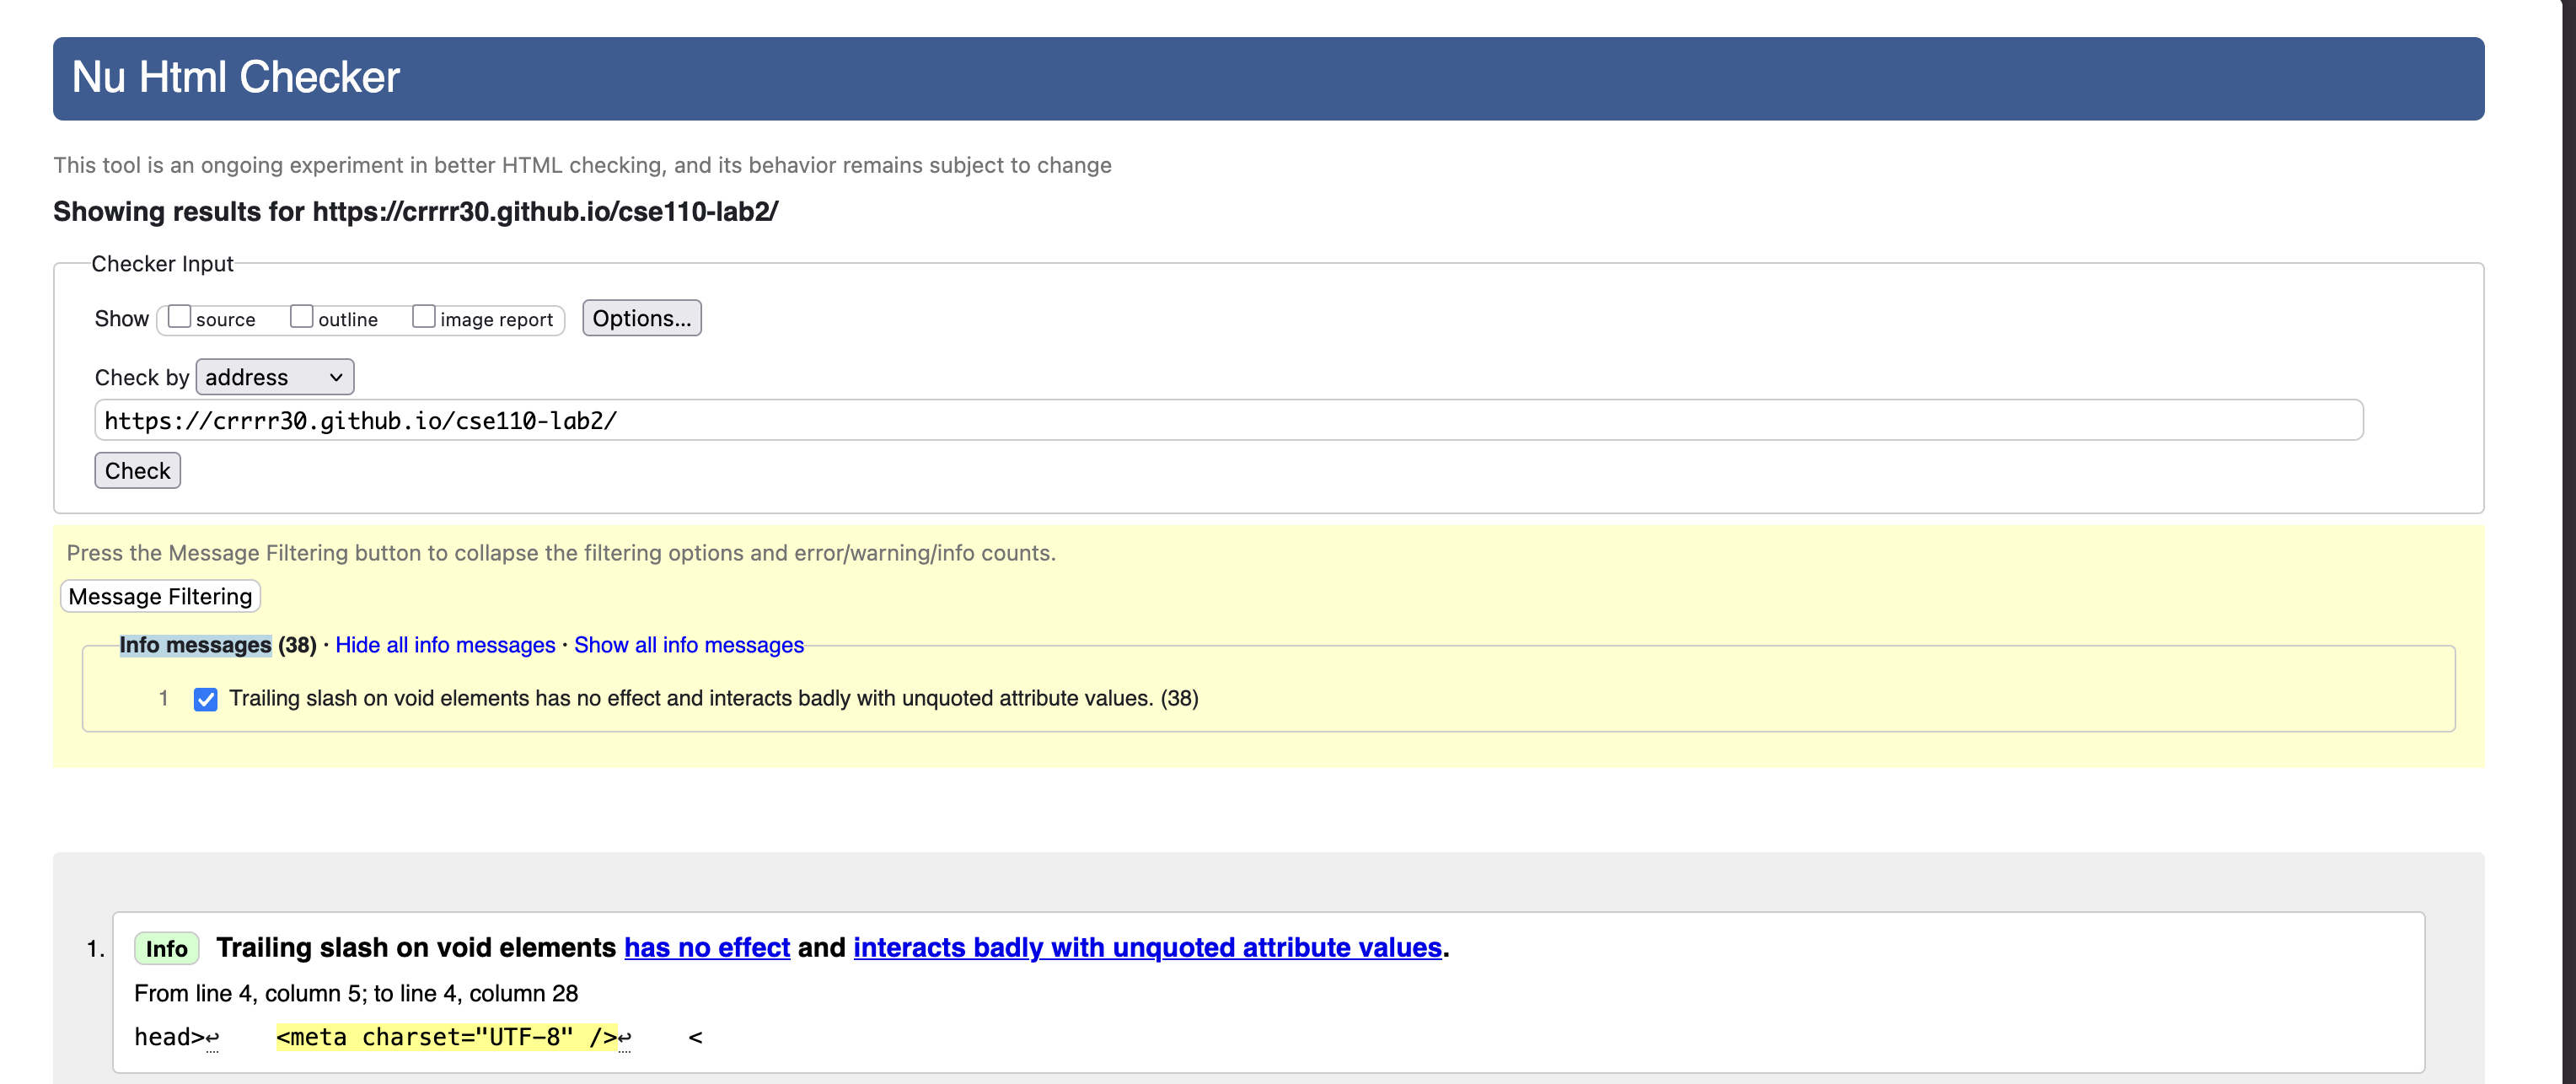 Nu Html Checker
This tool is an ongoing experiment in better HTML checking, and its behavior remains subject to change
Showing results for https://crrrr30.github.io/cse110-lab2/
Checker Input
Show source outline image report Options...
Check by address
https://crrrr30.github.io/cse110-lab2/
Check
Press the Message Filtering button to collapse the filtering options and error/warning/info counts.
Message Filtering
Info messages (38) · Hide all info messages · Show all info messages
1 Trailing slash on void elements has no effect and interacts badly with unquoted attribute values. (38)
1. Info Trailing slash on void elements has no effect and interacts badly with unquoted attribute values.
From line 4, column 5; to line 4, column 28
head>↩ <meta charset="UTF-8" />↩ <